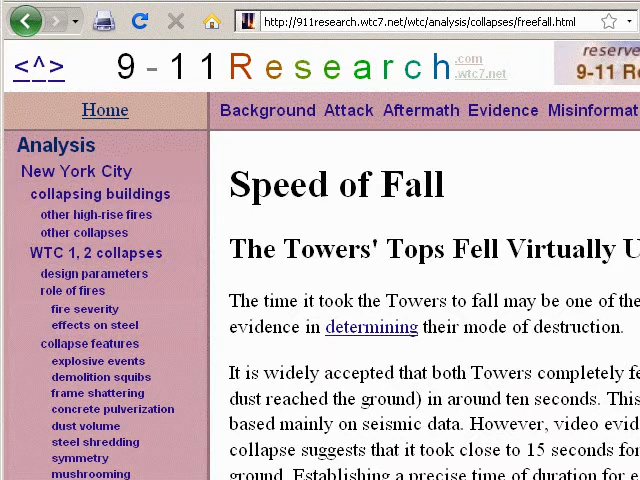 http://911research.wtc7.net/wtc/analysis/collapses/freefall.html
<^>
9-11Research
.com
.wtc7.net
reserve
9-11 Re
Home
Background Attack Aftermath Evidence Misinformat
Analysis
New York City
collapsing buildings
other high-rise fires
other collapses
WTC 1, 2 collapses
design parameters
role of fires
fire severity
effects on steel
collapse features
explosive events
demolition squibs
frame shattering
concrete pulverization
dust volume
steel shredding
symmetry
mushrooming
Speed of Fall
The Towers' Tops Fell Virtually U
The time it took the Towers to fall may be one of the
evidence in determining their mode of destruction.
It is widely accepted that both Towers completely fe
dust reached the ground) in around ten seconds. This
based mainly on seismic data. However, video evid
collapse suggests that it took close to 15 seconds for
ground. Establishing a precise time of duration for e